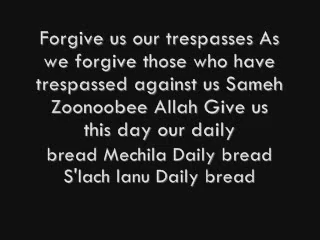 Forgive us our trespasses As
we forgive those who have
trespassed against us Sameh
Zoonoobee Allah Give us
this day our daily
bread Mechila Daily bread
S'lach lanu Daily bread